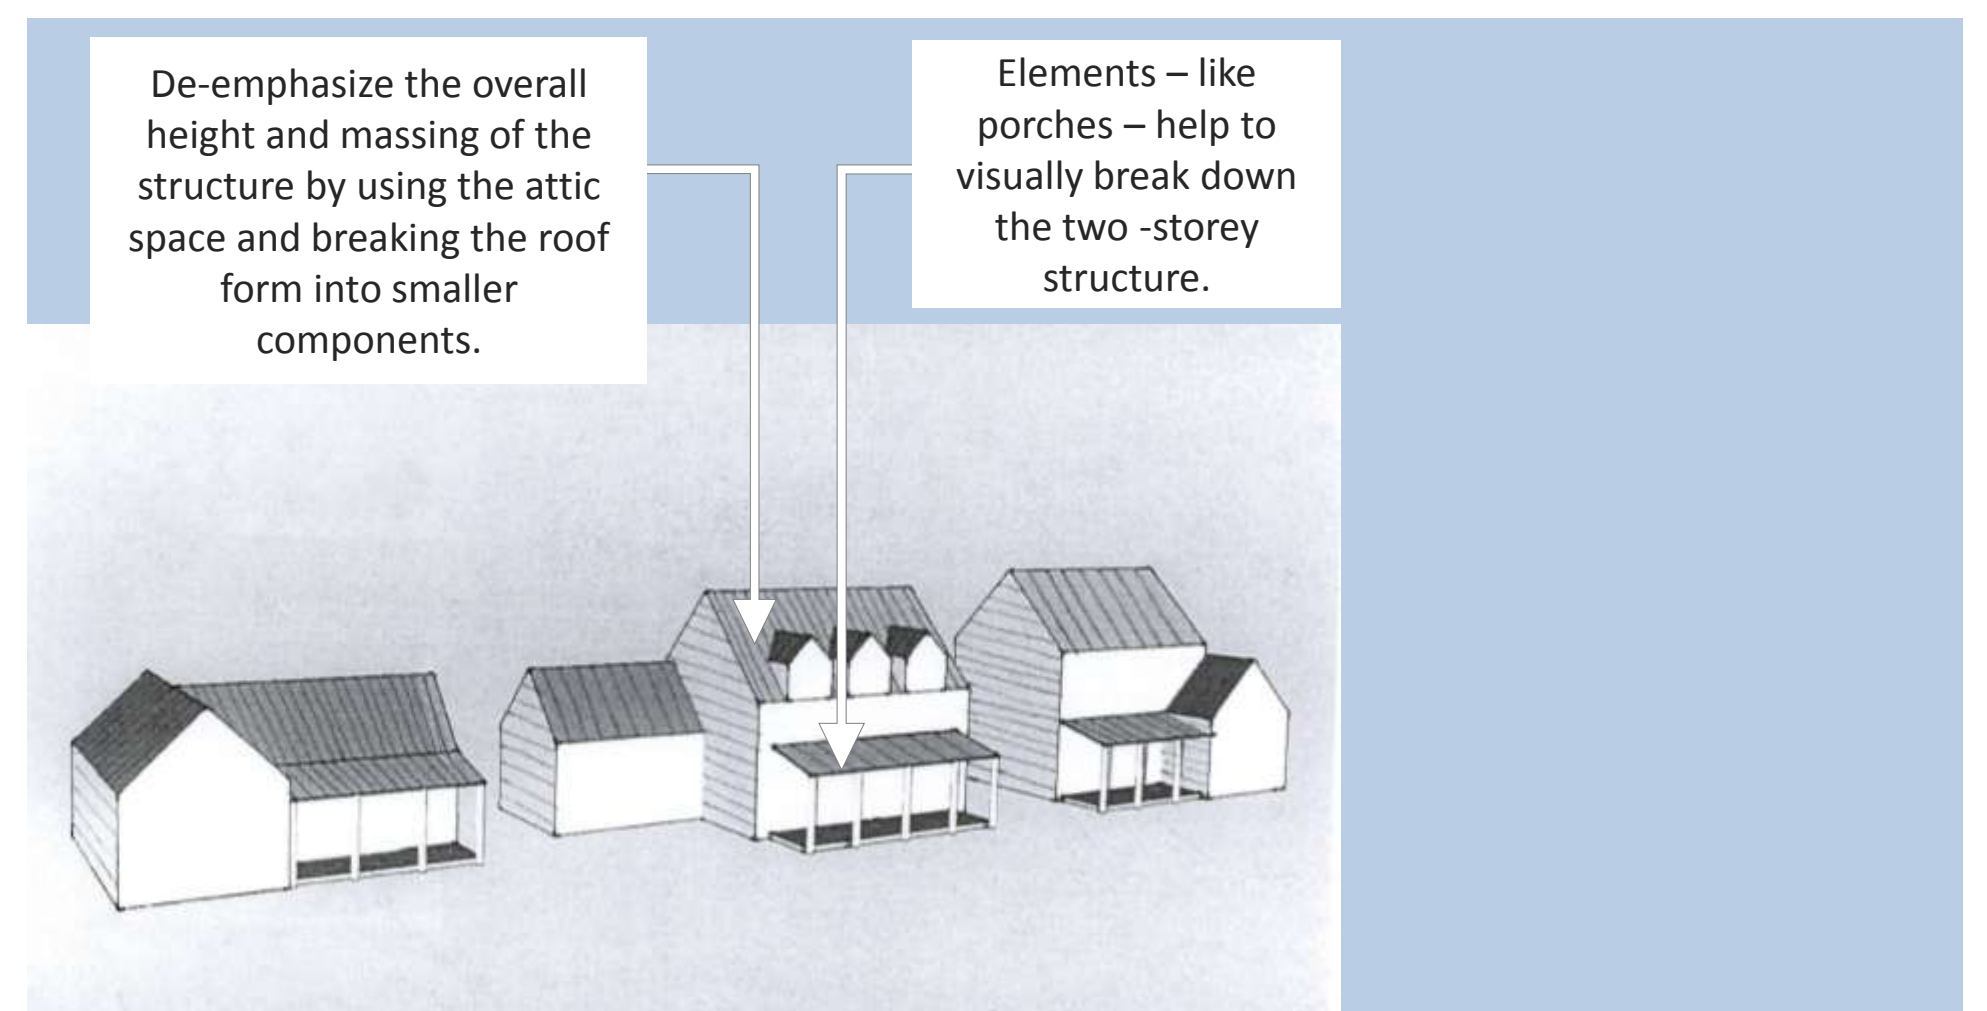 De-emphasize the overall
height and massing of the
structure by using the attic
space and breaking the roof
form into smaller
components.
Elements – like
porches – help to
visually break down
the two -storey
structure.